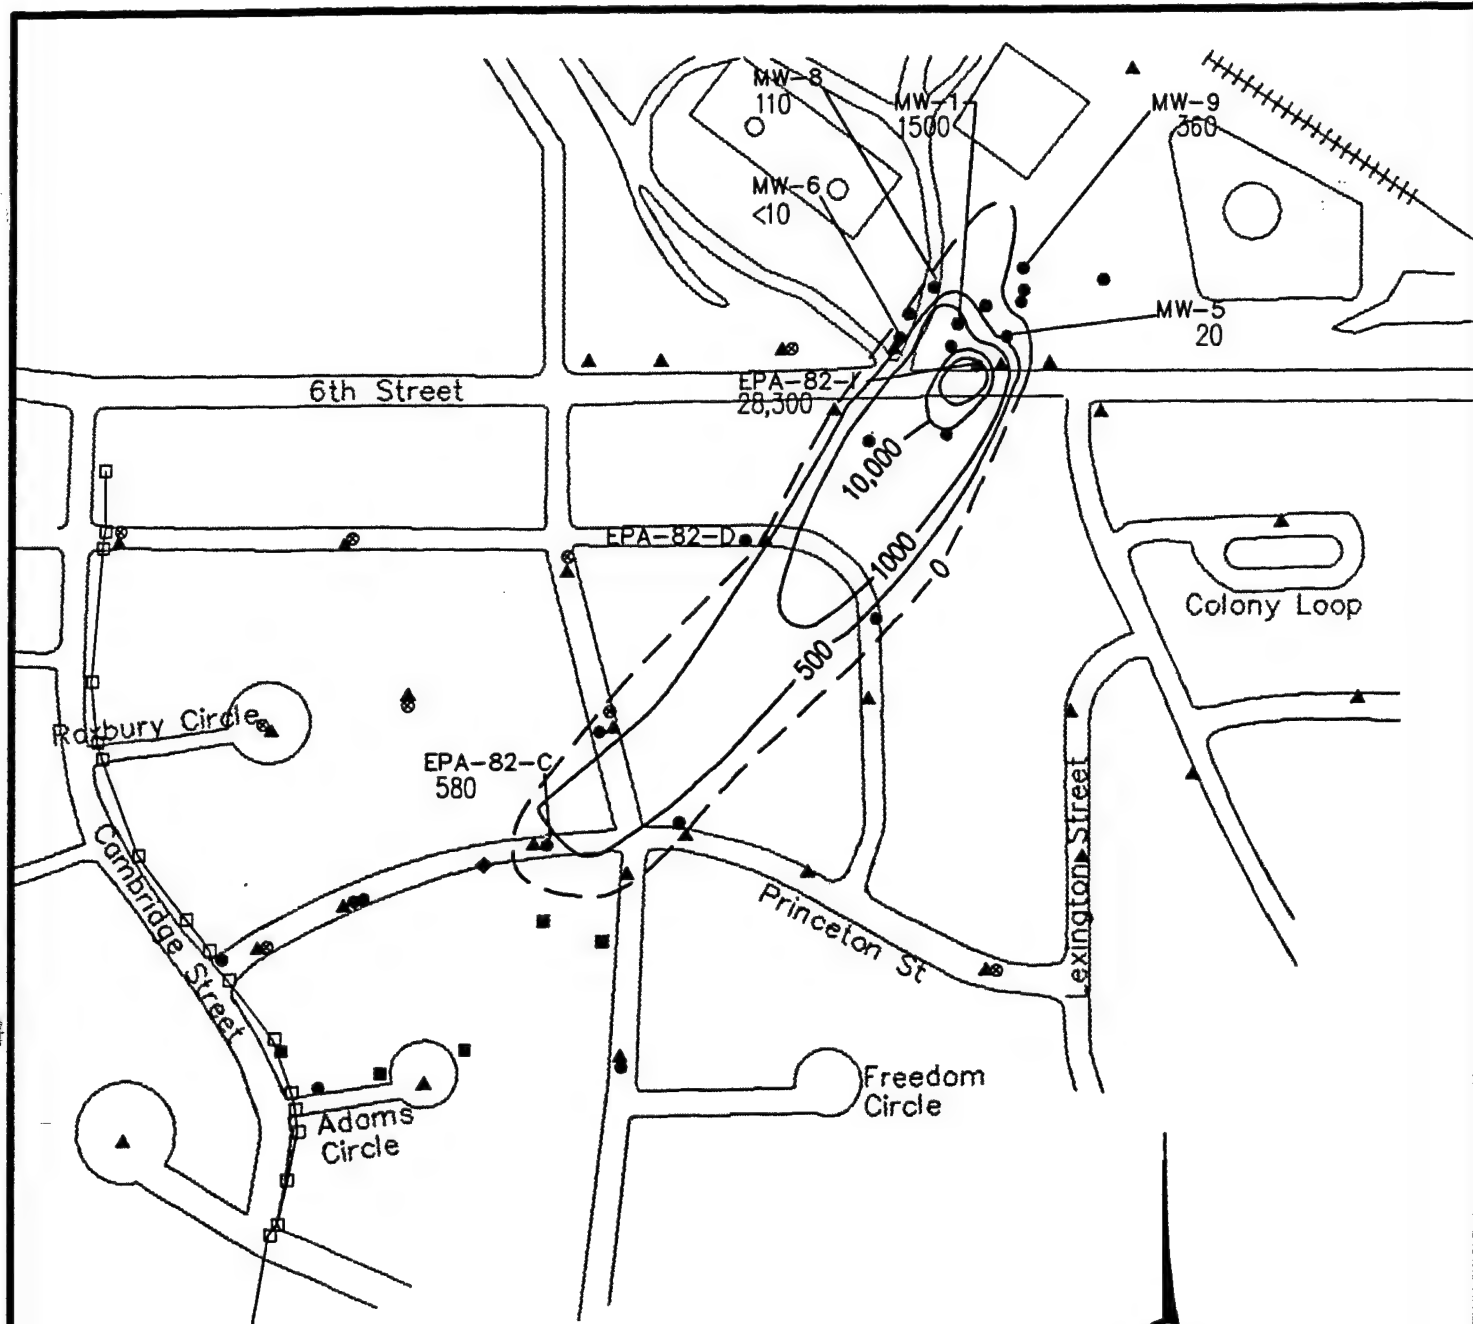 MW-8
110
MW-1
1500
MW-9
360
MW-6
<10
MW-5
20
EPA-82-I
28,300
6th Street
10,000
EPA-82-D
1000
0
Colony Loop
500
Roxbury Circle
EPA-82-C
580
Cambridge Street
Princeton St
Lexington Street
Freedom
Circle
Adams
Circle